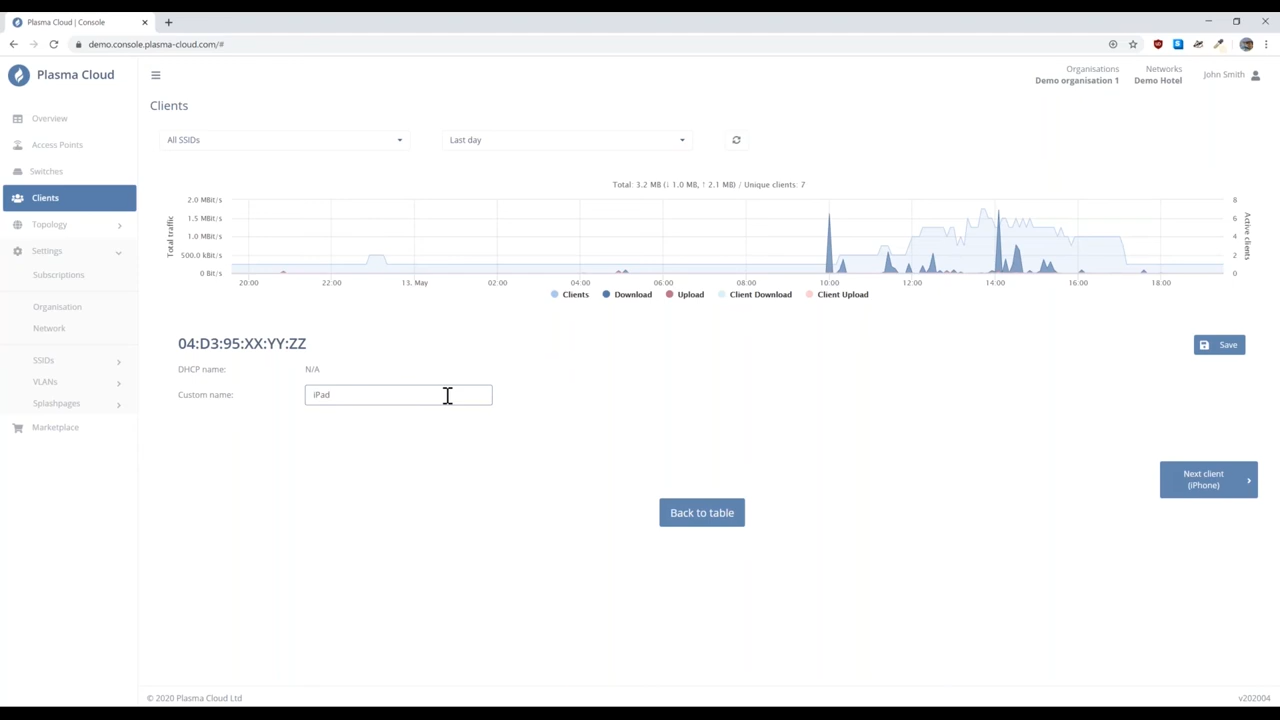 Plasma Cloud | Console
demo.console.plasma-cloud.com/#
Plasma Cloud
Organisations
Demo organisation 1
Networks
Demo Hotel
John Smith
Overview
Access Points
Switches
Clients
Topology
Settings
Subscriptions
Organisation
Network
SSIDs
VLANs
Splashpages
Marketplace
Clients
All SSIDs
Last day
Total: 3.2 MB (↓ 1.0 MB, ↑ 2.1 MB) / Unique clients: 7
Total traffic
2.0 MBit/s
1.5 MBit/s
1.0 MBit/s
500.0 kBit/s
0 Bit/s
8
6
4
2
0
Active clients
20:00 22:00 13. May 02:00 04:00 06:00 08:00 10:00 12:00 14:00 16:00 18:00
Clients Download Upload Client Download Client Upload
04:D3:95:XX:YY:ZZ
Save
DHCP name: N/A
Custom name: iPad
Next client
(iPhone)
Back to table
© 2020 Plasma Cloud Ltd
v202004